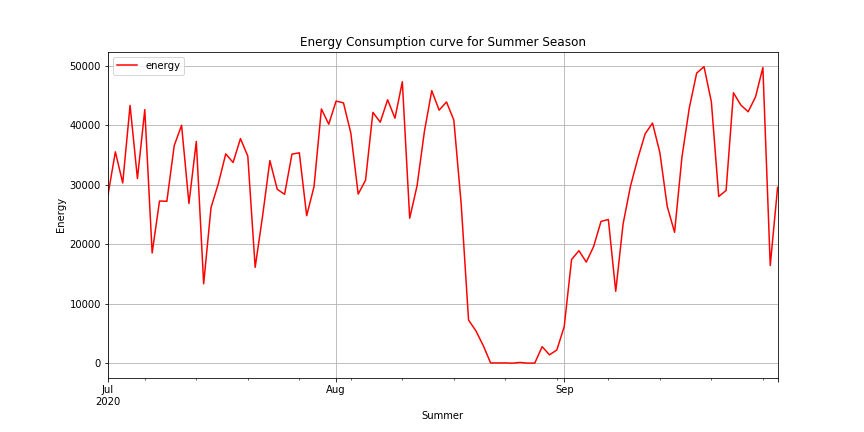 Energy Consumption curve for Summer Season
energy
50000
40000
30000
20000
10000
0
Energy
Jul
2020
Aug
Sep
Summer